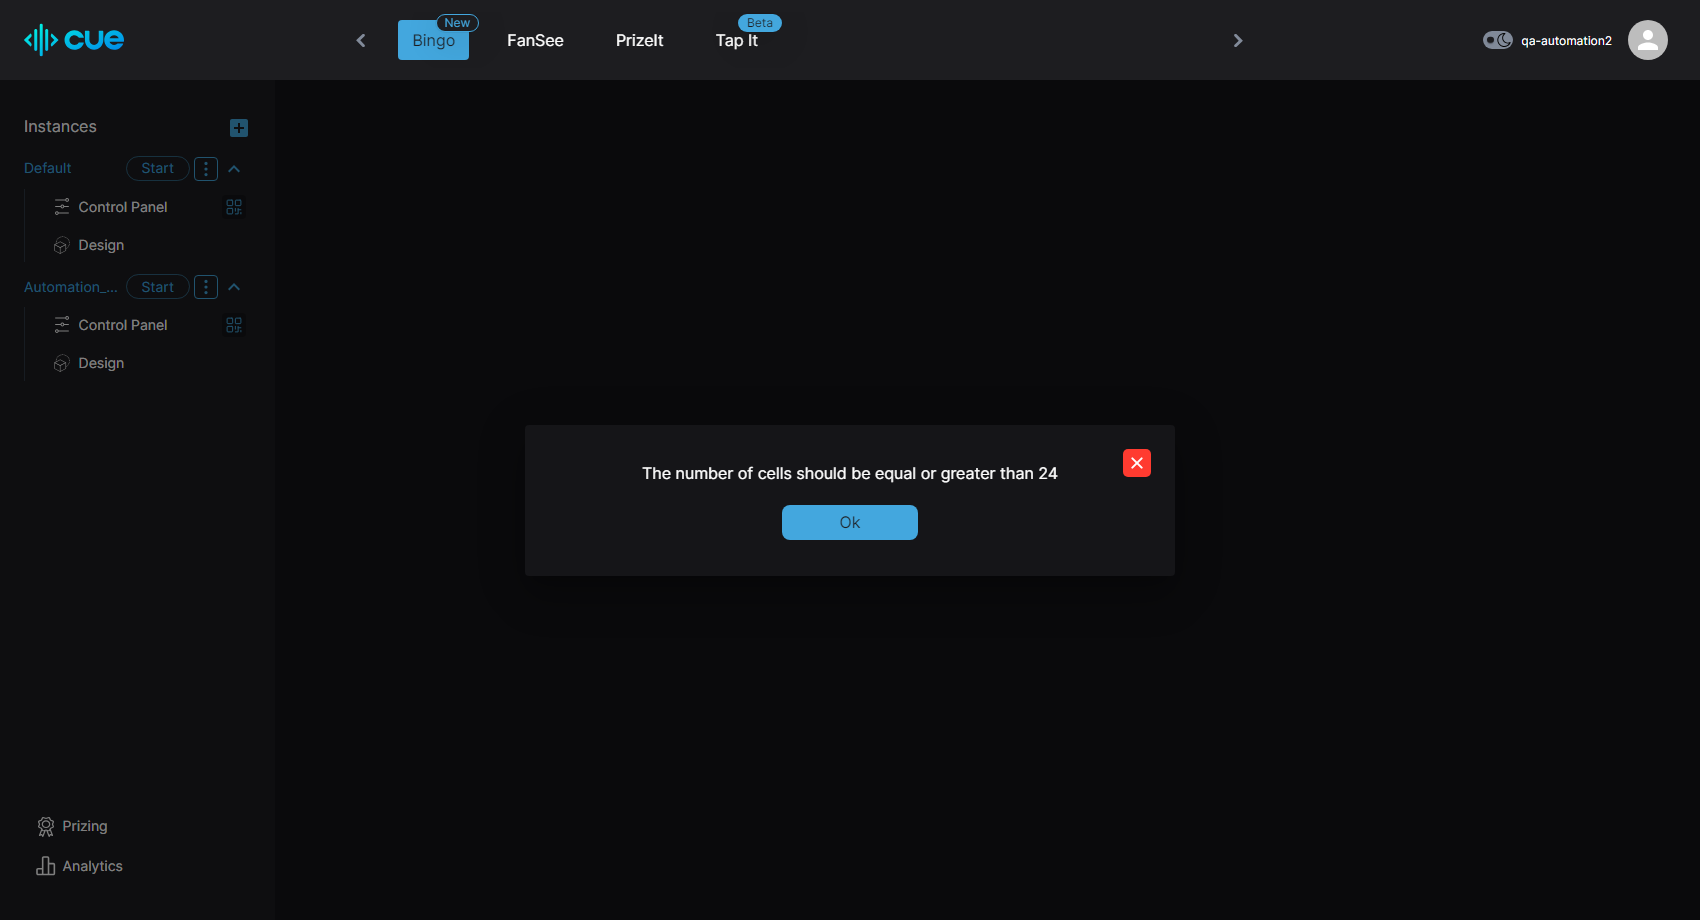 cue
Bingo
New
FanSee
PrizeIt
Tap It
Beta
qa-automation2
Instances
Default
Start
Control Panel
Design
Automation_...
Start
Control Panel
Design
The number of cells should be equal or greater than 24
Ok
Prizing
Analytics